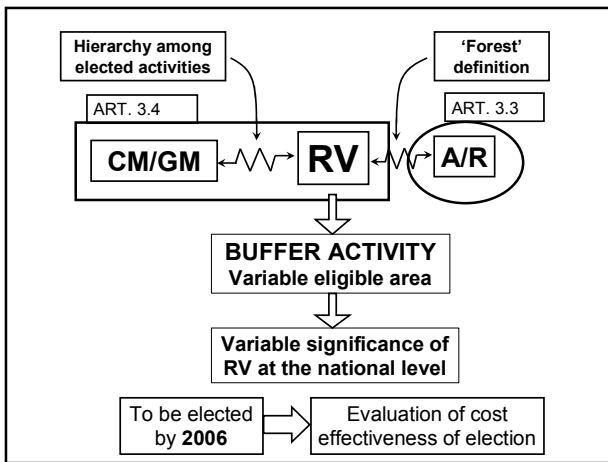 Hierarchy among
elected activities
‘Forest’
definition
ART. 3.4
ART. 3.3
CM/GM
RV
A/R
BUFFER ACTIVITY
Variable eligible area
Variable significance of
RV at the national level
To be elected
by 2006
Evaluation of cost
effectiveness of election